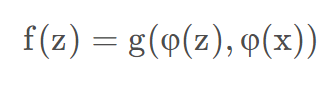 f(z) = g(φ(z), φ(x))